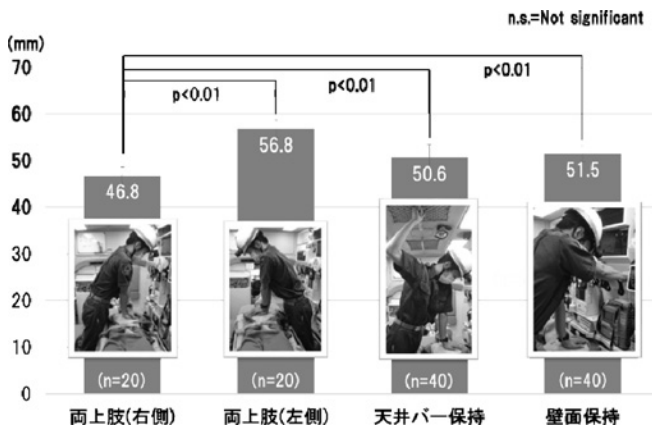 n.s.=Not significant
(mm)
70
60
50
40
30
20
10
0
p<0.01
p<0.01
p<0.01
46.8
56.8
50.6
51.5
(n=20)
(n=20)
(n=40)
(n=40)
両上肢(右側)
両上肢(左側)
天井バー保持
壁面保持